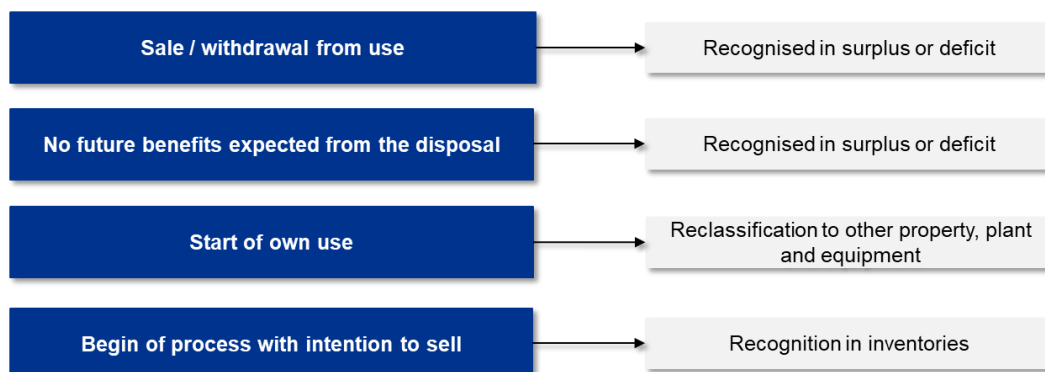 Sale / withdrawal from use
Recognised in surplus or deficit
No future benefits expected from the disposal
Recognised in surplus or deficit
Start of own use
Reclassification to other property, plant
and equipment
Begin of process with intention to sell
Recognition in inventories